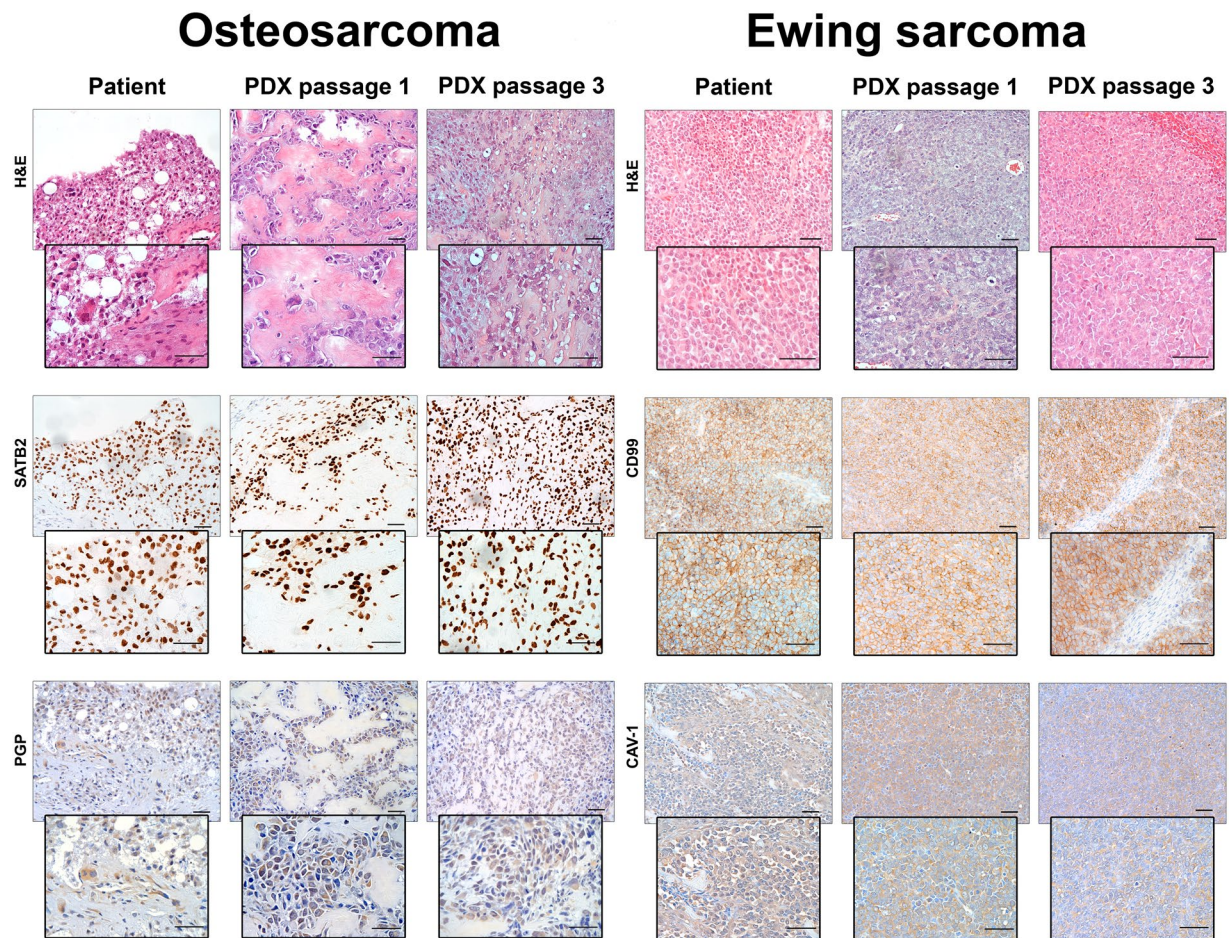 Osteosarcoma
Ewing sarcoma
Patient
PDX passage 1
PDX passage 3
Patient
PDX passage 1
PDX passage 3
H&E
H&E
SATB2
CD99
PGP
CAV-1